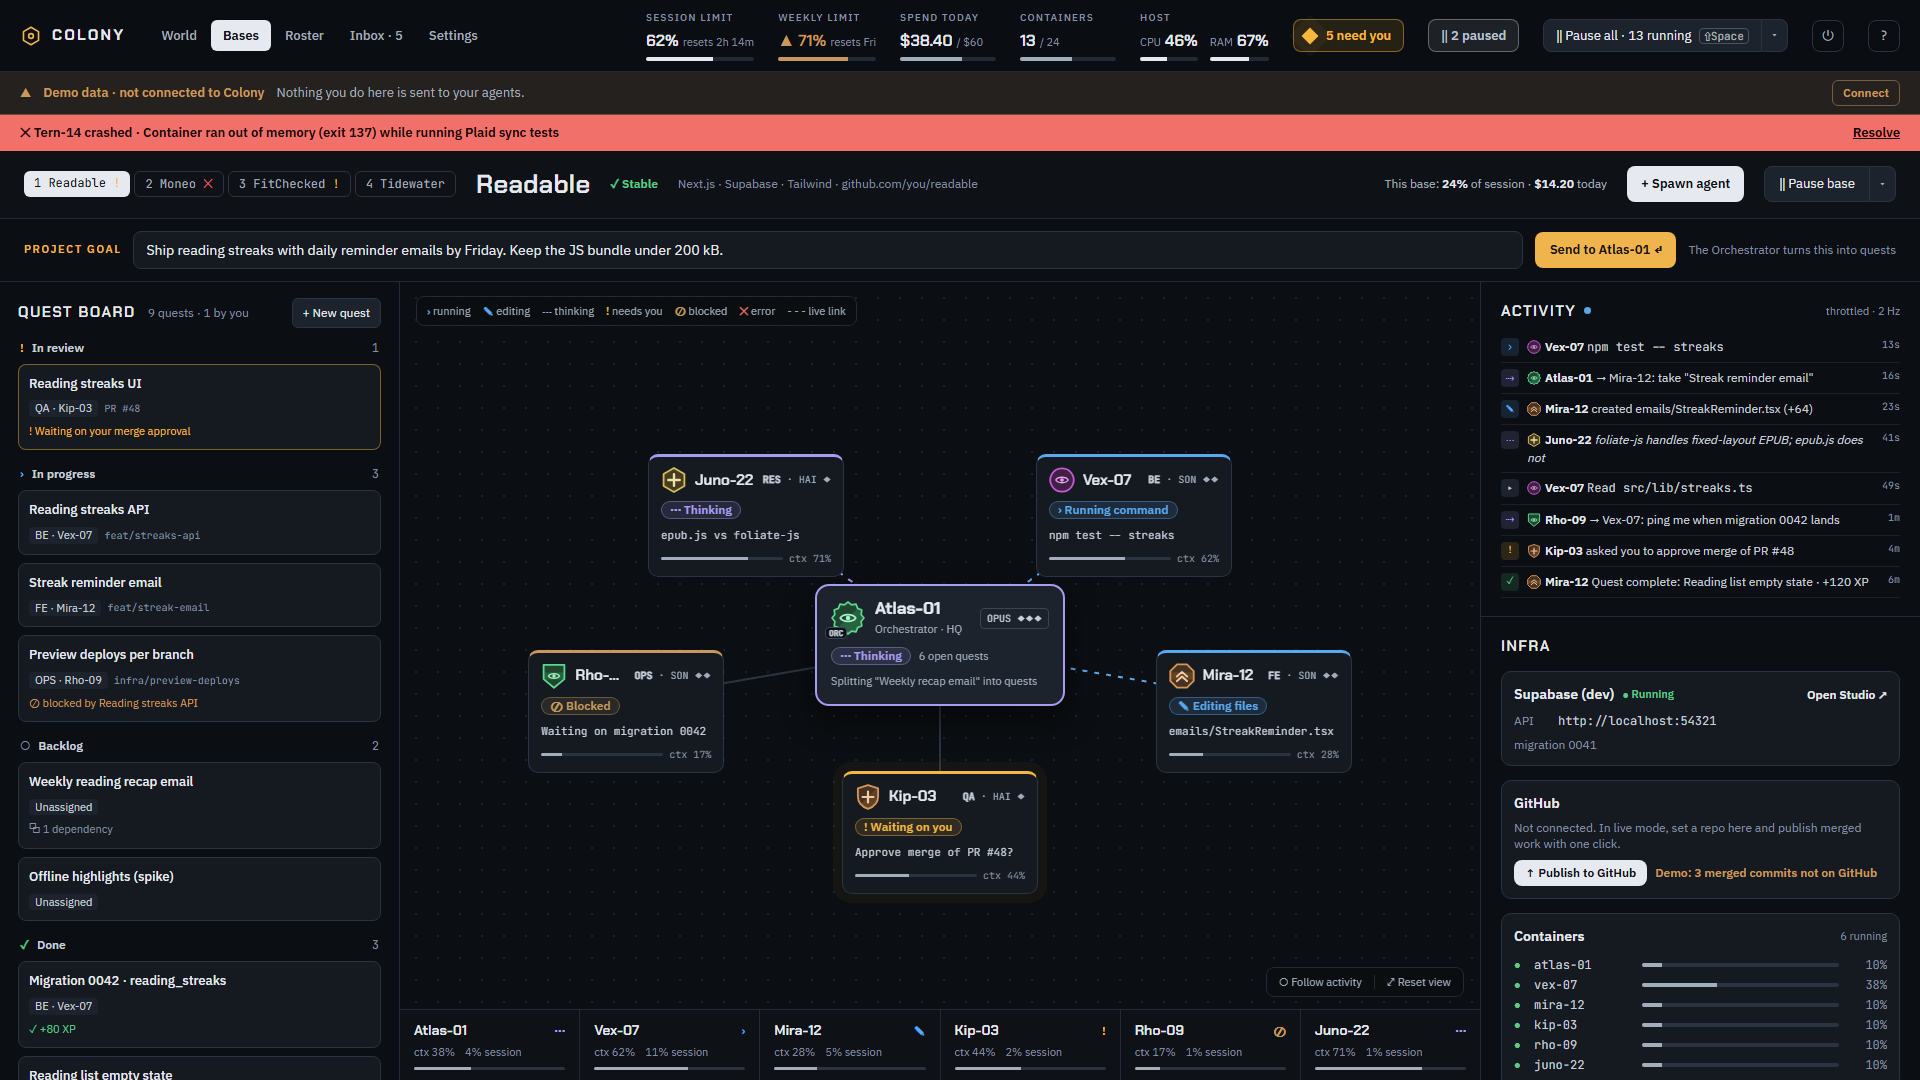 COLONY
World Bases Roster Inbox · 5 Settings
SESSION LIMIT
62% resets 2h 14m
WEEKLY LIMIT
71% resets Fri
SPEND TODAY
$38.40 / $60
CONTAINERS
13 / 24
HOST
CPU 46% RAM 67%
5 need you
2 paused
Pause all · 13 running ⇧Space
?
Demo data · not connected to Colony Nothing you do here is sent to your agents.
Connect
Tern-14 crashed · Container ran out of memory (exit 137) while running Plaid sync tests
Resolve
1 Readable !
2 Moneo
3 FitChecked !
4 Tidewater
Readable
✓ Stable
Next.js · Supabase · Tailwind · github.com/you/readable
This base: 24% of session · $14.20 today
+ Spawn agent
Pause base
PROJECT GOAL
Ship reading streaks with daily reminder emails by Friday. Keep the JS bundle under 200 kB.
Send to Atlas-01 ↵
The Orchestrator turns this into quests
QUEST BOARD 9 quests · 1 by you
+ New quest
! In review 1
Reading streaks UI
QA · Kip-03 PR #48
! Waiting on your merge approval
› In progress 3
Reading streaks API
BE · Vex-07 feat/streaks-api
Streak reminder email
FE · Mira-12 feat/streak-email
Preview deploys per branch
OPS · Rho-09 infra/preview-deploys
blocked by Reading streaks API
Backlog 2
Weekly reading recap email
Unassigned
1 dependency
Offline highlights (spike)
Unassigned
✓ Done 3
Migration 0042 · reading_streaks
BE · Vex-07
✓ +80 XP
Reading list empty state
› running editing thinking ! needs you blocked error - - - live link
Juno-22 RES · HAI ◆
Thinking
epub.js vs foliate-js
ctx 71%
Vex-07 BE · SON ◆◆
› Running command
npm test -- streaks
ctx 62%
Atlas-01
Orchestrator · HQ
ORC
OPUS ◆◆◆
Thinking 6 open quests
Splitting "Weekly recap email" into quests
Rho-... OPS · SON ◆◆
Blocked
Waiting on migration 0042
ctx 17%
Mira-12 FE · SON ◆◆
Editing files
emails/StreakReminder.tsx
ctx 28%
Kip-03 QA · HAI ◆
! Waiting on you
Approve merge of PR #48?
ctx 44%
Follow activity
Reset view
Atlas-01
ctx 38% 4% session
Vex-07 ›
ctx 62% 11% session
Mira-12
ctx 28% 5% session
Kip-03 !
ctx 44% 2% session
Rho-09
ctx 17% 1% session
Juno-22
ctx 71% 1% session
ACTIVITY
throttled · 2 Hz
› Vex-07 npm test -- streaks 13s
Atlas-01 → Mira-12: take "Streak reminder email" 16s
Mira-12 created emails/StreakReminder.tsx (+64) 23s
Juno-22 foliate-js handles fixed-layout EPUB; epub.js does 41s
not
Vex-07 Read src/lib/streaks.ts 49s
Rho-09 → Vex-07: ping me when migration 0042 lands 1m
! Kip-03 asked you to approve merge of PR #48 4m
✓ Mira-12 Quest complete: Reading list empty state · +120 XP 6m
INFRA
Supabase (dev) ● Running
Open Studio ↗
API http://localhost:54321
migration 0041
GitHub
Not connected. In live mode, set a repo here and publish merged
work with one click.
↑ Publish to GitHub
Demo: 3 merged commits not on GitHub
Containers 6 running
atlas-01 10%
vex-07 38%
mira-12 10%
kip-03 10%
rho-09 10%
juno-22 10%